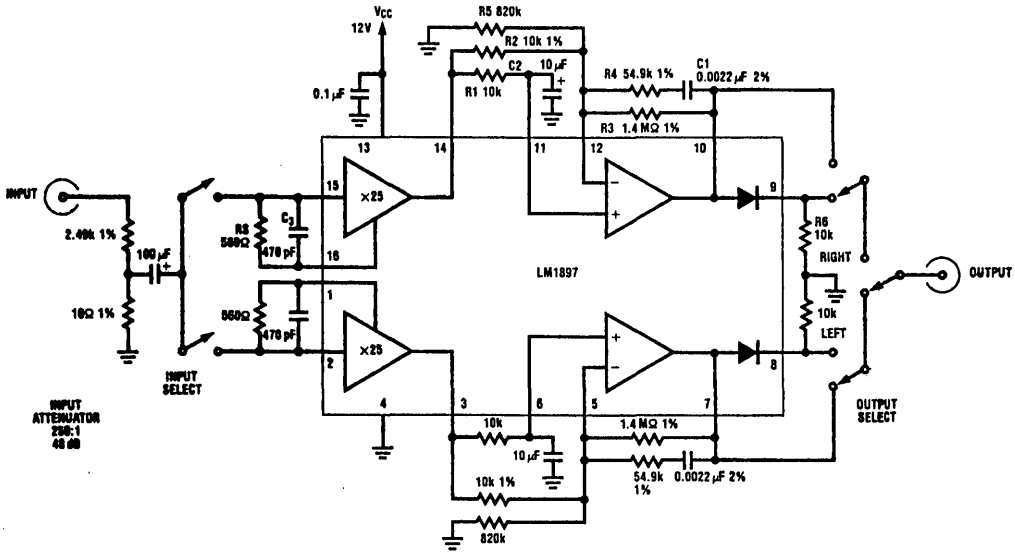 VCC
12V
R5 820k
R2 10k 1%
C2
10 μF
+
R1 10k
R4 54.9k 1%
C1
0.0022 μF 2%
R3 1.4 MΩ 1%
0.1 μF
13
14
11
12
10
INPUT
15
×25
−
+
9
2.49k 1%
100 μF
+
RS
560Ω
C3
470 pF
16
R6
10k
RIGHT
LM1897
OUTPUT
10Ω 1%
1
560Ω
470 pF
10k
LEFT
×25
+
−
2
8
INPUT
SELECT
4
3
6
5
7
OUTPUT
SELECT
INPUT
ATTENUATOR
250:1
48 dB
10k
10 μF
1.4 MΩ 1%
54.9k
1%
0.0022 μF 2%
10k 1%
820k